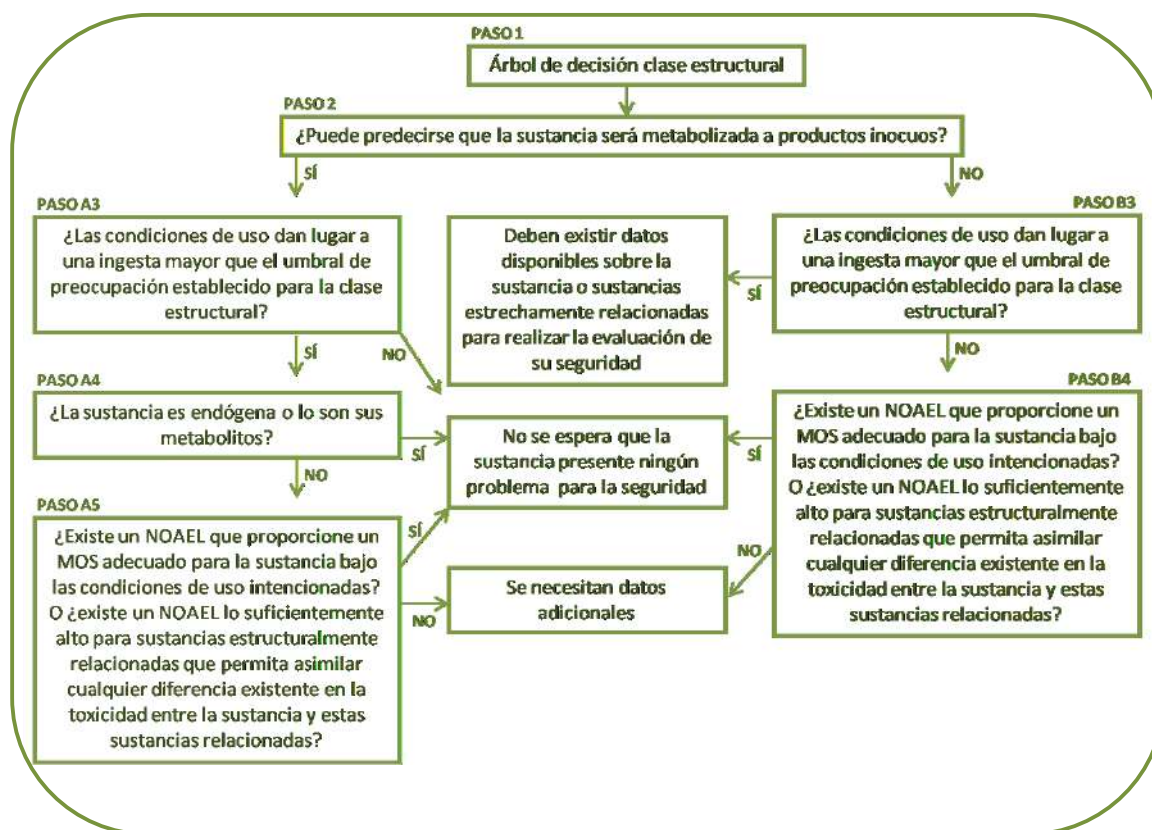 PASO 1
Árbol de decisión clase estructural
PASO 2
¿Puede predecirse que la sustancia será metabolizada a productos inocuos?
SÍ
NO
PASO A3
¿Las condiciones de uso dan lugar a
una ingesta mayor que el umbral de
preocupación establecido para la clase
estructural?
SÍ
NO
Deben existir datos
disponibles sobre la
sustancia o sustancias
estrechamente relacionadas
para realizar la evaluación de
su seguridad
PASO B3
¿Las condiciones de uso dan lugar a
una ingesta mayor que el umbral de
preocupación establecido para la clase
estructural?
SÍ
NO
PASO A4
¿La sustancia es endógena o lo son sus
metabolitos?
SÍ
NO
No se espera que la
sustancia presente ningún
problema para la seguridad
PASO B4
¿Existe un NOAEL que proporcione un
MOS adecuado para la sustancia bajo
las condiciones de uso intencionadas?
O ¿existe un NOAEL lo suficientemente
alto para sustancias estructuralmente
relacionadas que permita asimilar
cualquier diferencia existente en la
toxicidad entre la sustancia y estas
sustancias relacionadas?
SÍ
NO
PASO A5
¿Existe un NOAEL que proporcione un
MOS adecuado para la sustancia bajo
las condiciones de uso intencionadas?
O ¿existe un NOAEL lo suficientemente
alto para sustancias estructuralmente
relacionadas que permita asimilar
cualquier diferencia existente en la
toxicidad entre la sustancia y estas
sustancias relacionadas?
SÍ
NO
Se necesitan datos
adicionales